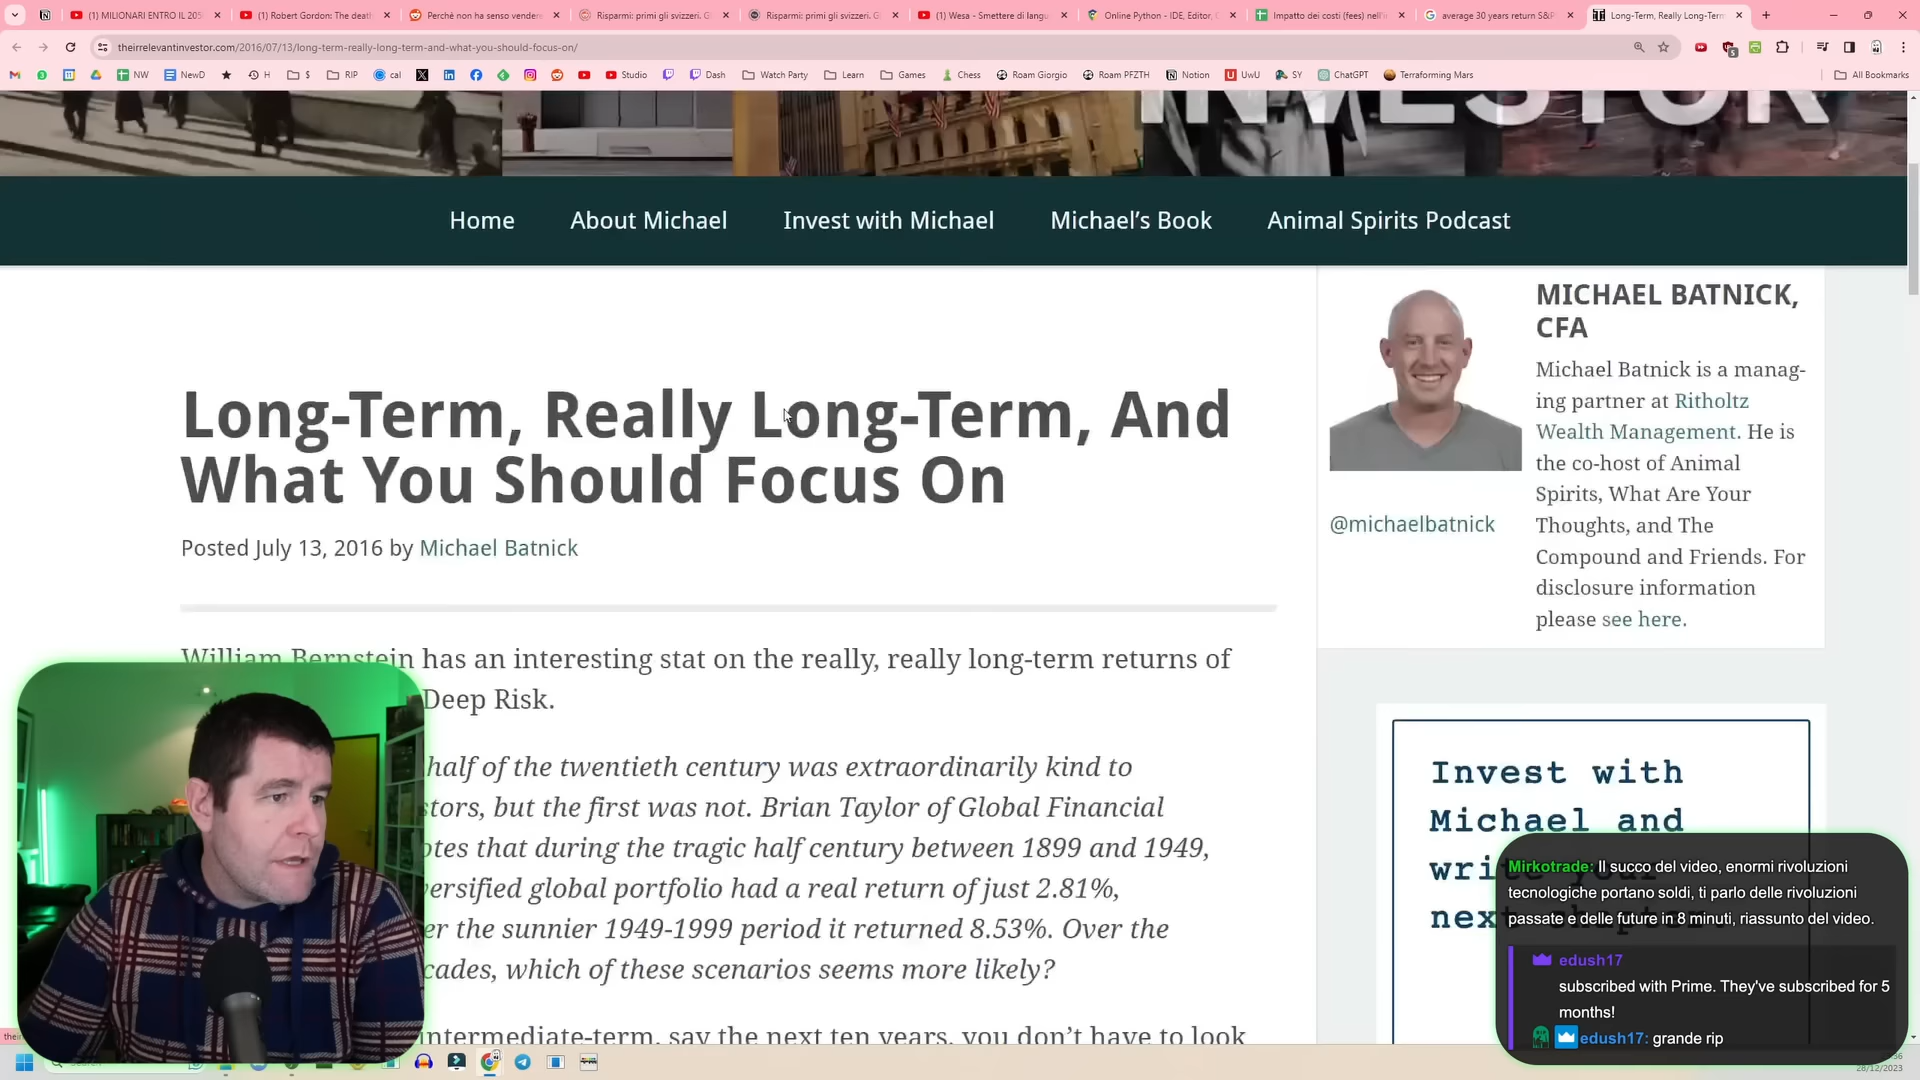 (1) MILIONARI ENTRO IL 205
(1) Robert Gordon: The death
Perché non ha senso vendere
Risparmi: primi gli svizzeri. G
Risparmi: primi gli svizzeri. G
(1) Wesa - Smettere di langu
Online Python - IDE, Editor, C
Impatto dei costi (fees) nell'i
average 30 years return S&P
Long-Term, Really Long-Term
theirrelevantinvestor.com/2016/07/13/long-term-really-long-term-and-what-you-should-focus-on/
NW
NewD
H
$
RIP
cal
Studio
Dash
Watch Party
Learn
Games
Chess
Roam Giorgio
Roam PFZTH
Notion
UwU
SY
ChatGPT
Terraforming Mars
All Bookmarks
INVESTOR
Home
About Michael
Invest with Michael
Michael's Book
Animal Spirits Podcast
Long-Term, Really Long-Term, And
What You Should Focus On
Posted July 13, 2016 by Michael Batnick
William Bernstein has an interesting stat on the really, really long-term returns of
Deep Risk.
half of the twentieth century was extraordinarily kind to
stors, but the first was not. Brian Taylor of Global Financial
otes that during the tragic half century between 1899 and 1949,
versified global portfolio had a real return of just 2.81%,
er the sunnier 1949-1999 period it returned 8.53%. Over the
cades, which of these scenarios seems more likely?
intermediate-term, say the next ten years, you don't have to look
MICHAEL BATNICK,
CFA
Michael Batnick is a manag-
ing partner at Ritholtz
Wealth Management. He is
the co-host of Animal
Spirits, What Are Your
Thoughts, and The
Compound and Friends. For
disclosure information
please see here.
@michaelbatnick
Invest with
Michael and
Mirkotrade: Il succo del video, enormi rivoluzioni
tecnologiche portano soldi, ti parlo delle rivoluzioni
passate e delle future in 8 minuti, riassunto del video.
edush17
subscribed with Prime. They've subscribed for 5
months!
edush17: grande rip
28/12/2023